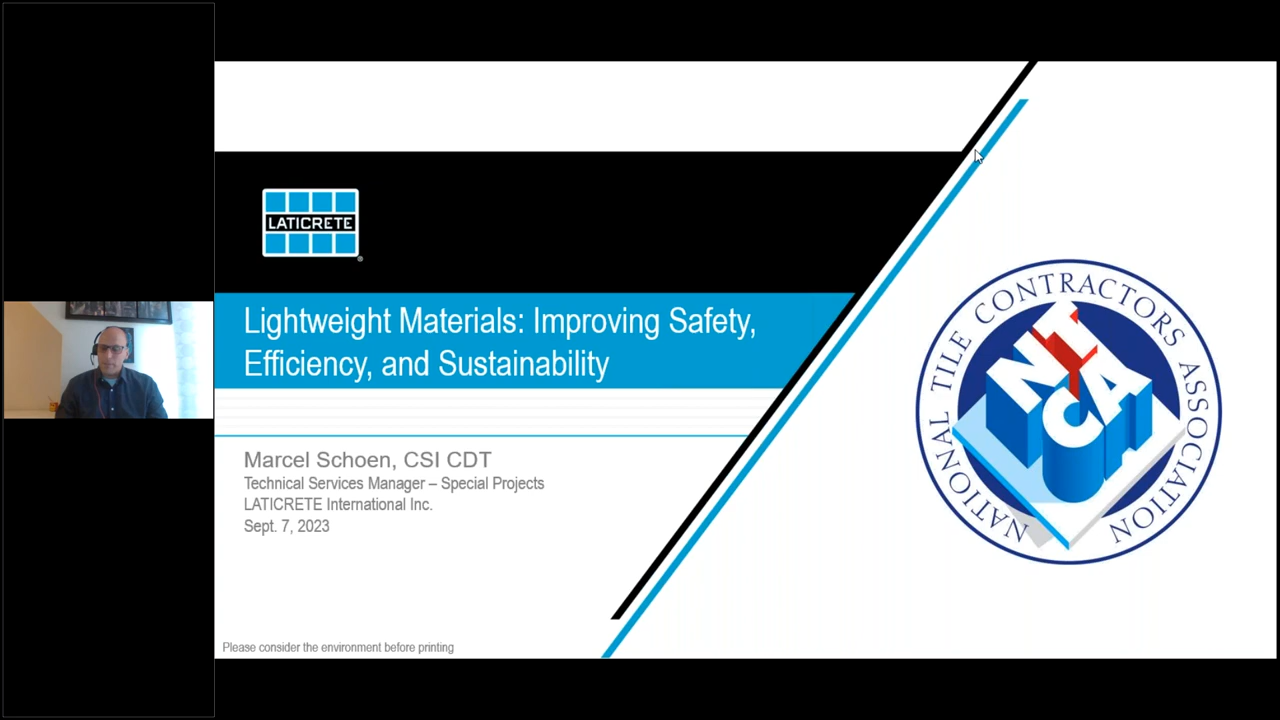 LATICRETE
Lightweight Materials: Improving Safety,
Efficiency, and Sustainability
Marcel Schoen, CSI CDT
Technical Services Manager – Special Projects
LATICRETE International Inc.
Sept. 7, 2023
Please consider the environment before printing
NATIONAL TILE CONTRACTORS ASSOCIATION
NTCA